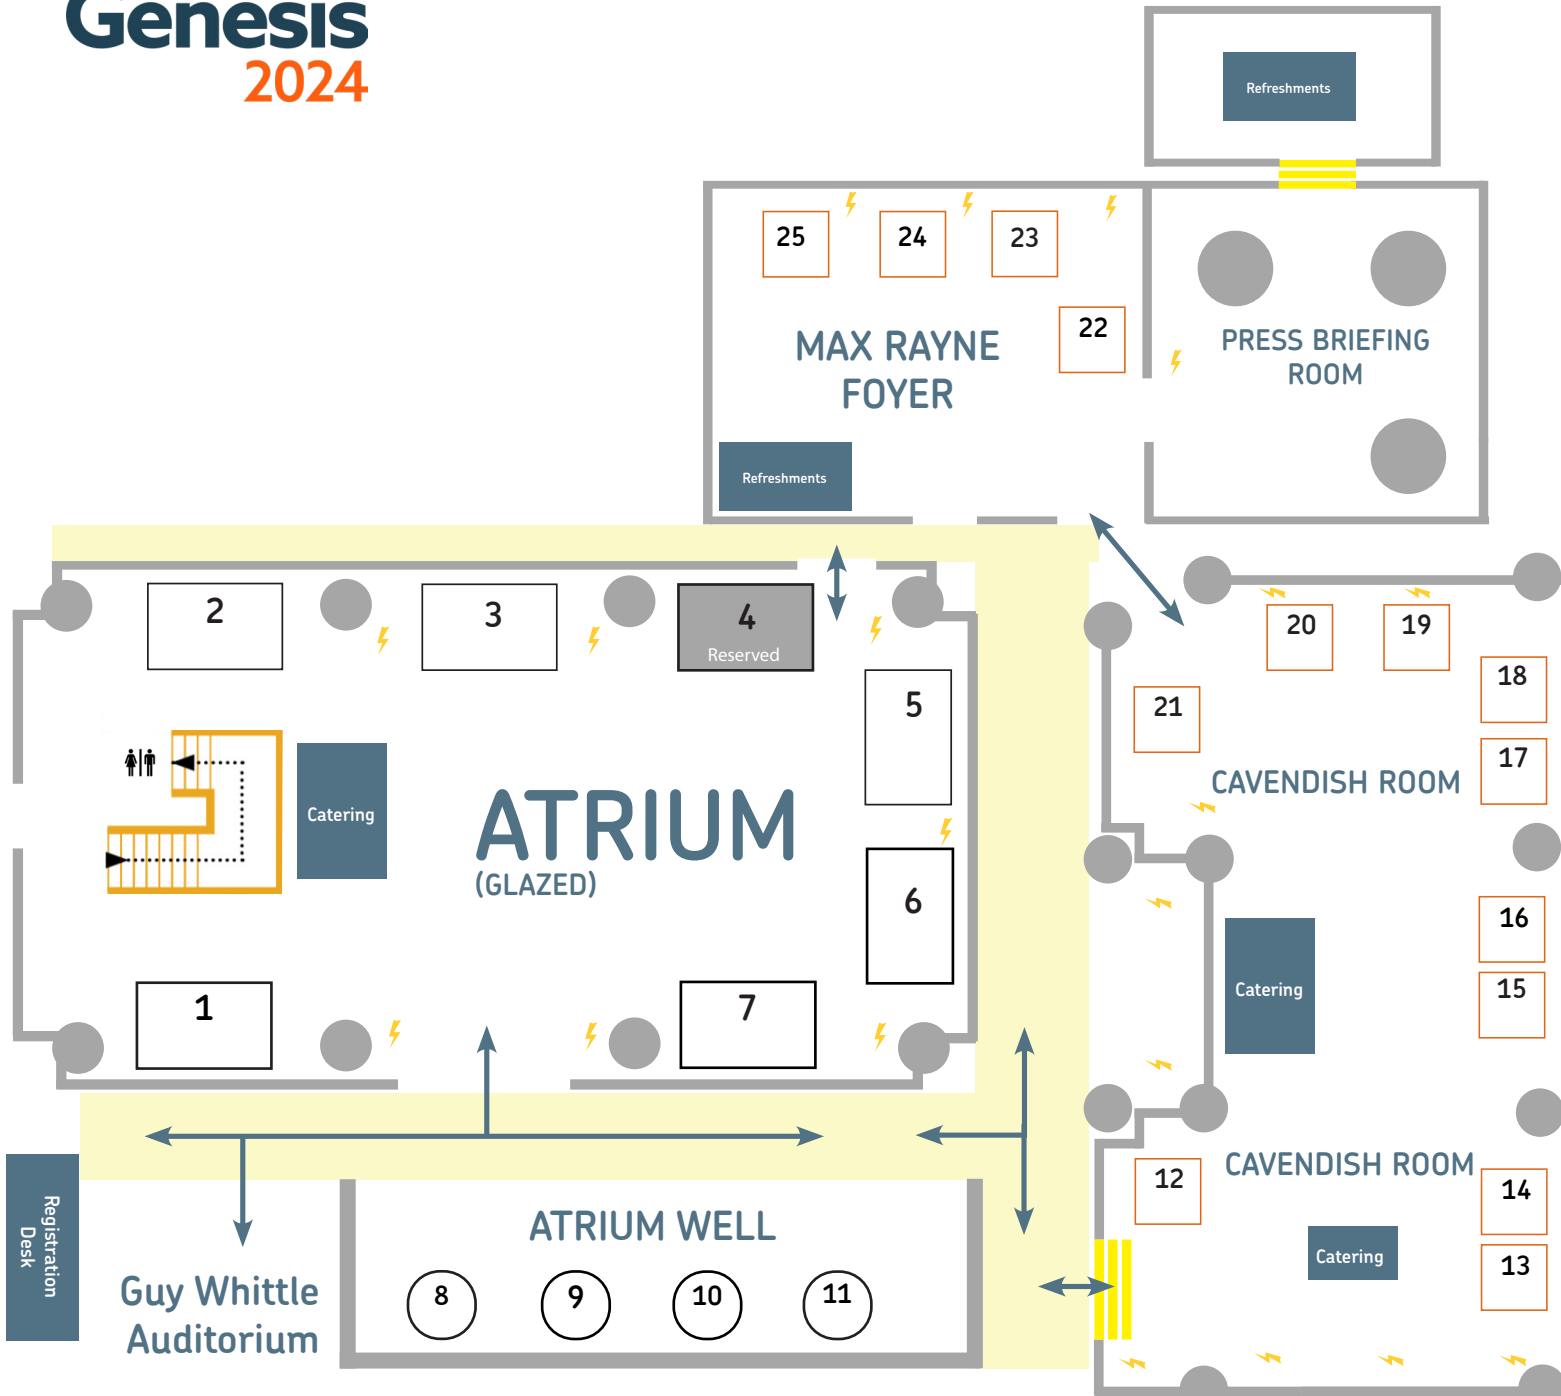 Genesis
2024
Refreshments
25
24
23
22
MAX RAYNE
FOYER
PRESS BRIEFING
ROOM
Refreshments
2
3
4
Reserved
5
20
19
18
21
17
CAVENDISH ROOM
Catering
ATRIUM
(GLAZED)
6
16
Catering
15
1
7
CAVENDISH ROOM
12
14
Registration
Desk
ATRIUM WELL
Catering
13
Guy Whittle
Auditorium
8
9
10
11